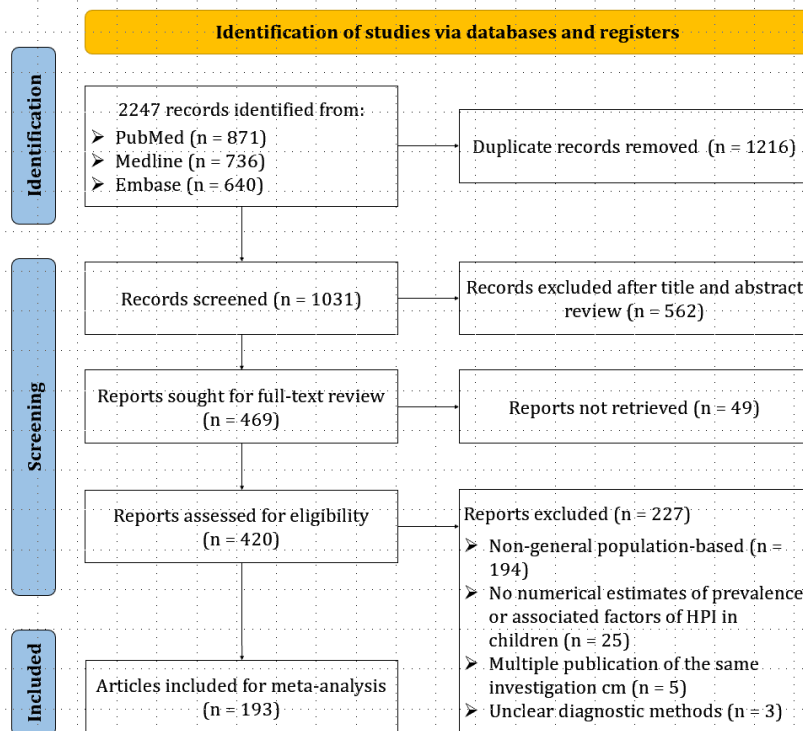 Identification of studies via databases and registers
Identification
2247 records identified from:
➢ PubMed (n = 871)
➢ Medline (n = 736)
➢ Embase (n = 640)
Duplicate records removed (n = 1216)
Screening
Records screened (n = 1031)
Records excluded after title and abstract
review (n = 562)
Reports sought for full-text review
(n = 469)
Reports not retrieved (n = 49)
Reports assessed for eligibility
(n = 420)
Reports excluded (n = 227)
➢ Non-general population-based (n =
194)
➢ No numerical estimates of prevalence
or associated factors of HPI in
children (n = 25)
➢ Multiple publication of the same
investigation cm (n = 5)
➢ Unclear diagnostic methods (n = 3)
Included
Articles included for meta-analysis
(n = 193)